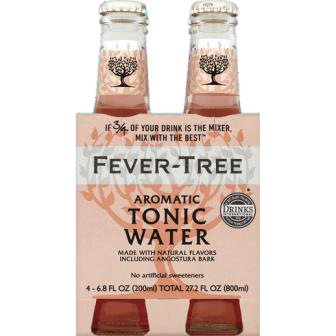 IF 3/4 OF YOUR DRINK IS THE MIXER,
MIX WITH THE BEST™
FEVER-TREE
AROMATIC
TONIC
WATER
MADE WITH NATURAL FLAVORS
INCLUDING ANGOSTURA BARK
No artificial sweeteners
DRINKS
INTERNATIONAL
4 - 6.8 FL OZ (200ml) TOTAL 27.2 FL OZ (800ml)